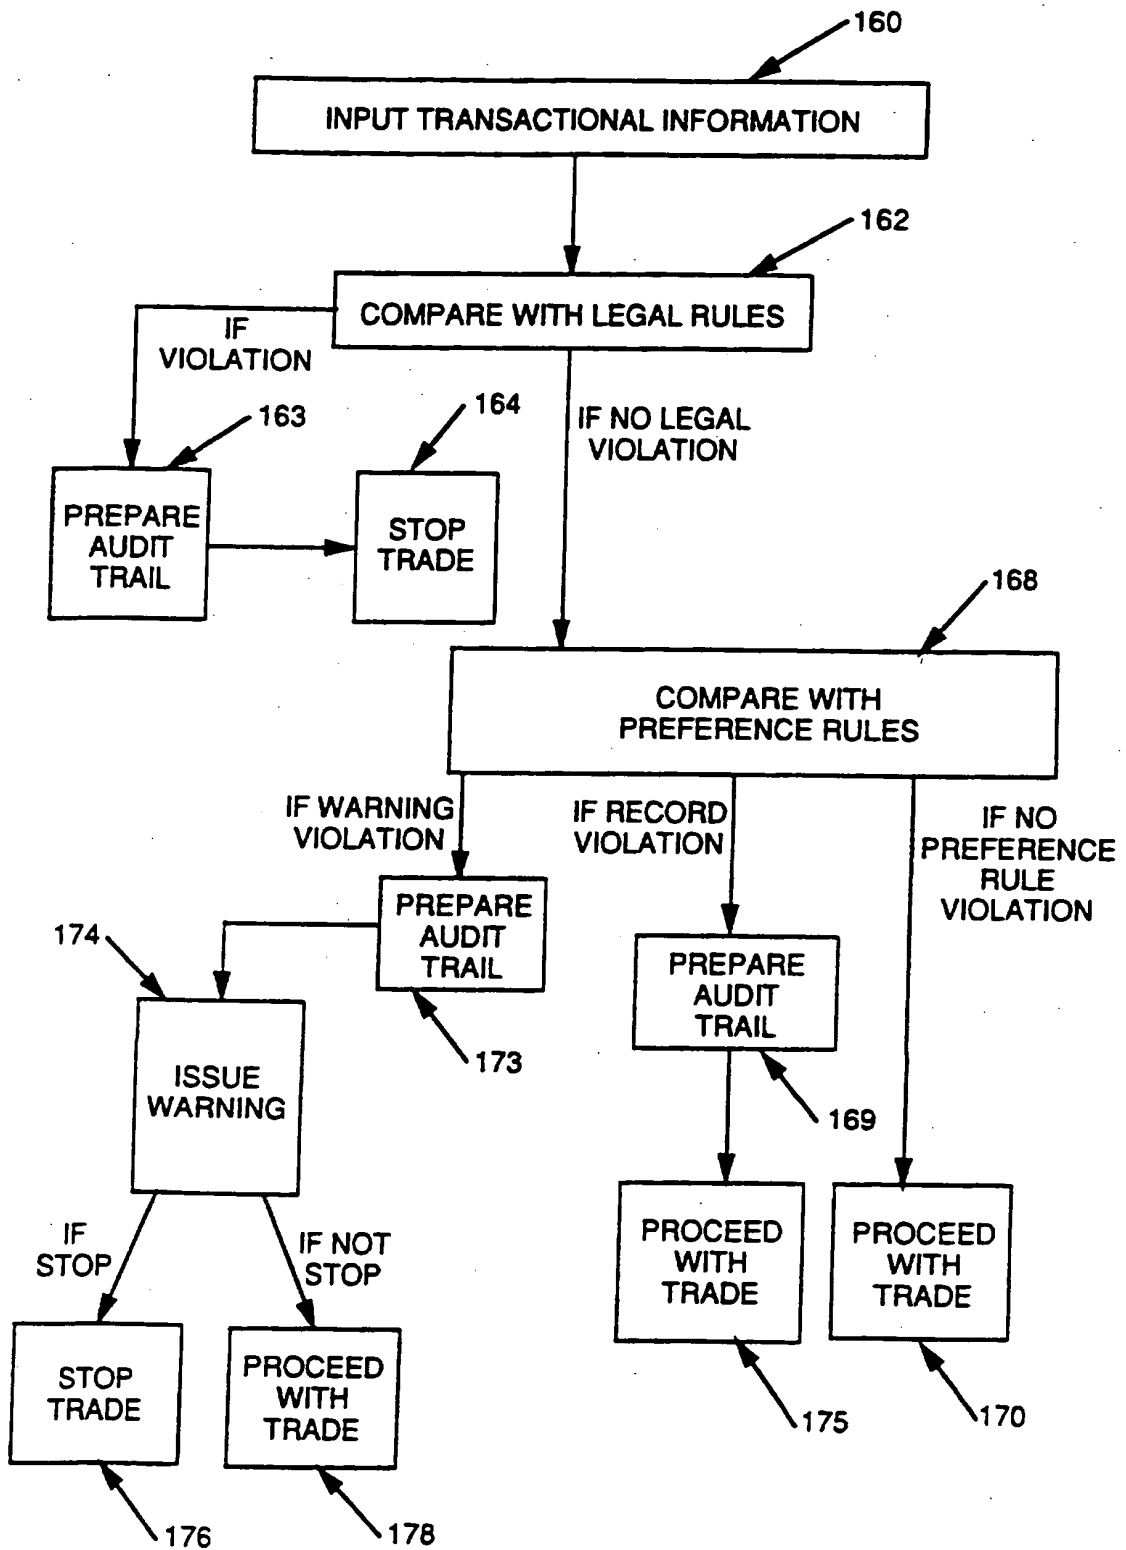 160
INPUT TRANSACTIONAL INFORMATION
162
COMPARE WITH LEGAL RULES
IF
VIOLATION
163
164
IF NO LEGAL
VIOLATION
PREPARE
AUDIT
TRAIL
STOP
TRADE
168
COMPARE WITH
PREFERENCE RULES
IF WARNING
VIOLATION
IF RECORD
VIOLATION
IF NO
PREFERENCE
RULE
VIOLATION
PREPARE
AUDIT
TRAIL
174
173
PREPARE
AUDIT
TRAIL
169
ISSUE
WARNING
IF
STOP
IF NOT
STOP
PROCEED
WITH
TRADE
PROCEED
WITH
TRADE
STOP
TRADE
PROCEED
WITH
TRADE
175
170
176
178